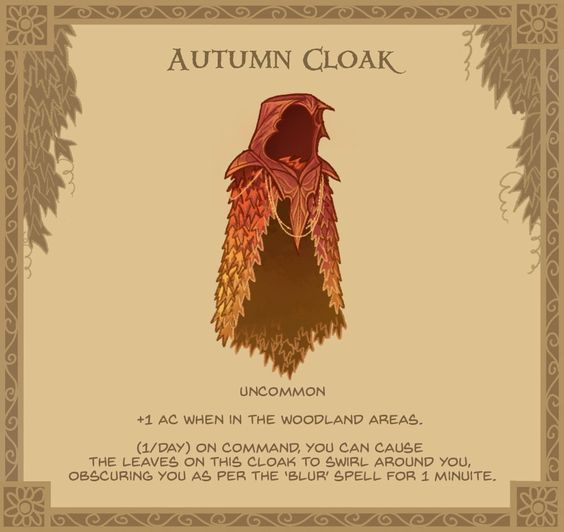 Autumn Cloak
UNCOMMON
+1 AC WHEN IN THE WOODLAND AREAS.
(1/DAY) ON COMMAND, YOU CAN CAUSE
THE LEAVES ON THIS CLOAK TO SWIRL AROUND YOU,
OBSCURING YOU AS PER THE 'BLUR' SPELL FOR 1 MINUITE.